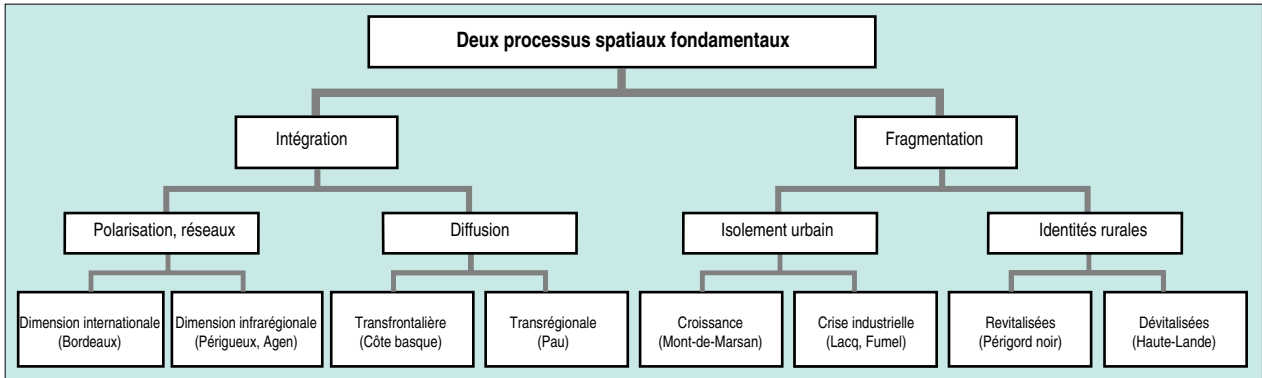 Deux processus spatiaux fondamentaux
Intégration
Fragmentation
Polarisation, réseaux
Diffusion
Isolement urbain
Identités rurales
Dimension internationale
(Bordeaux)
Dimension infrarégionale
(Périgueux, Agen)
Transfrontalière
(Côte basque)
Transrégionale
(Pau)
Croissance
(Mont-de-Marsan)
Crise industrielle
(Lacq, Fumel)
Revitalisées
(Périgord noir)
Dévitalisées
(Haute-Lande)